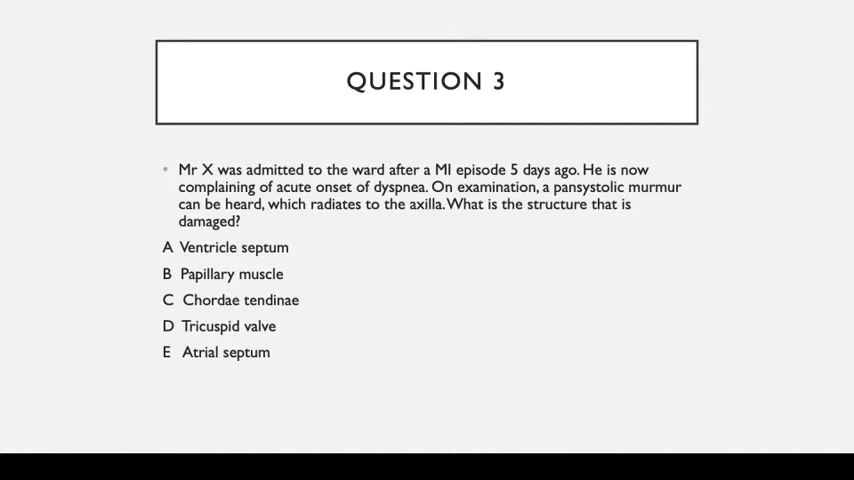 QUESTION 3
• Mr X was admitted to the ward after a MI episode 5 days ago. He is now
complaining of acute onset of dyspnea. On examination, a pansystolic murmur
can be heard, which radiates to the axilla. What is the structure that is
damaged?
A Ventricle septum
B Papillary muscle
C Chordae tendinae
D Tricuspid valve
E Atrial septum